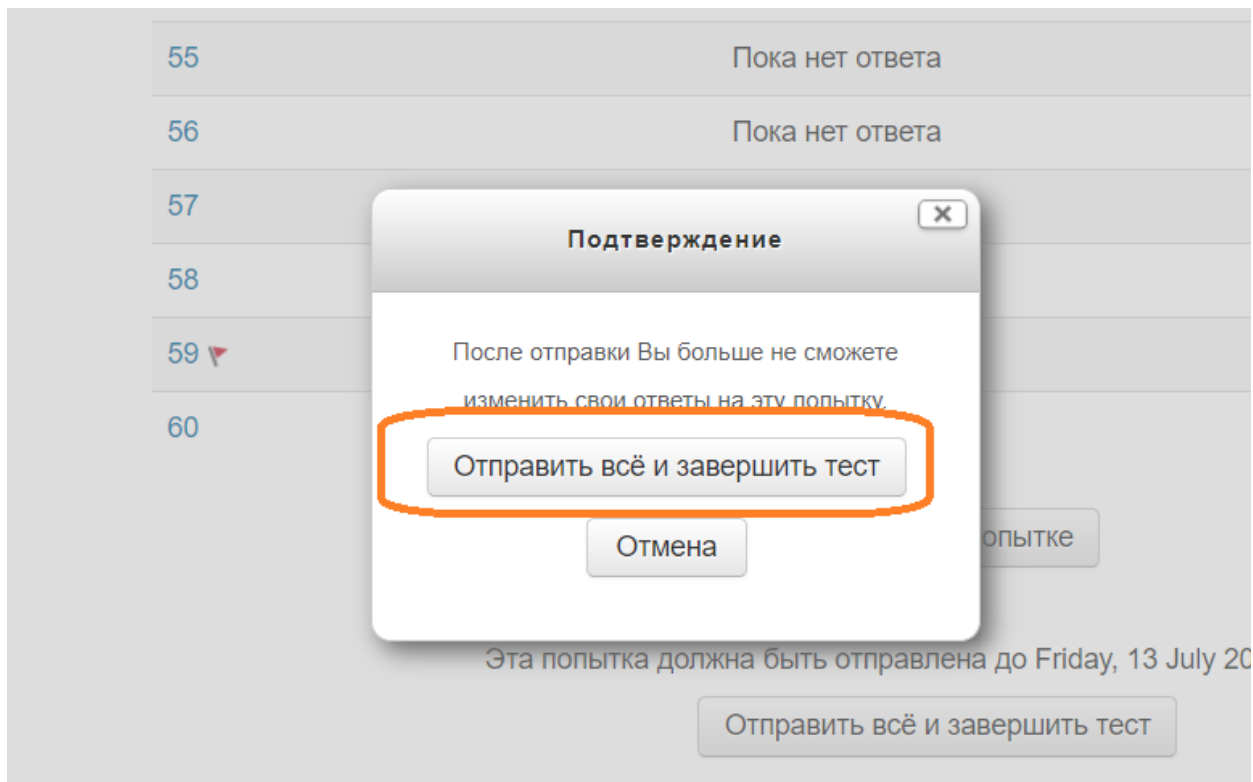 55 Пока нет ответа
56 Пока нет ответа
57
Подтверждение
58
59
После отправки Вы больше не сможете
изменить свои ответы на эту попытку.
60
Отправить всё и завершить тест
Отмена
опытке
Эта попытка должна быть отправлена до Friday, 13 July 20
Отправить всё и завершить тест